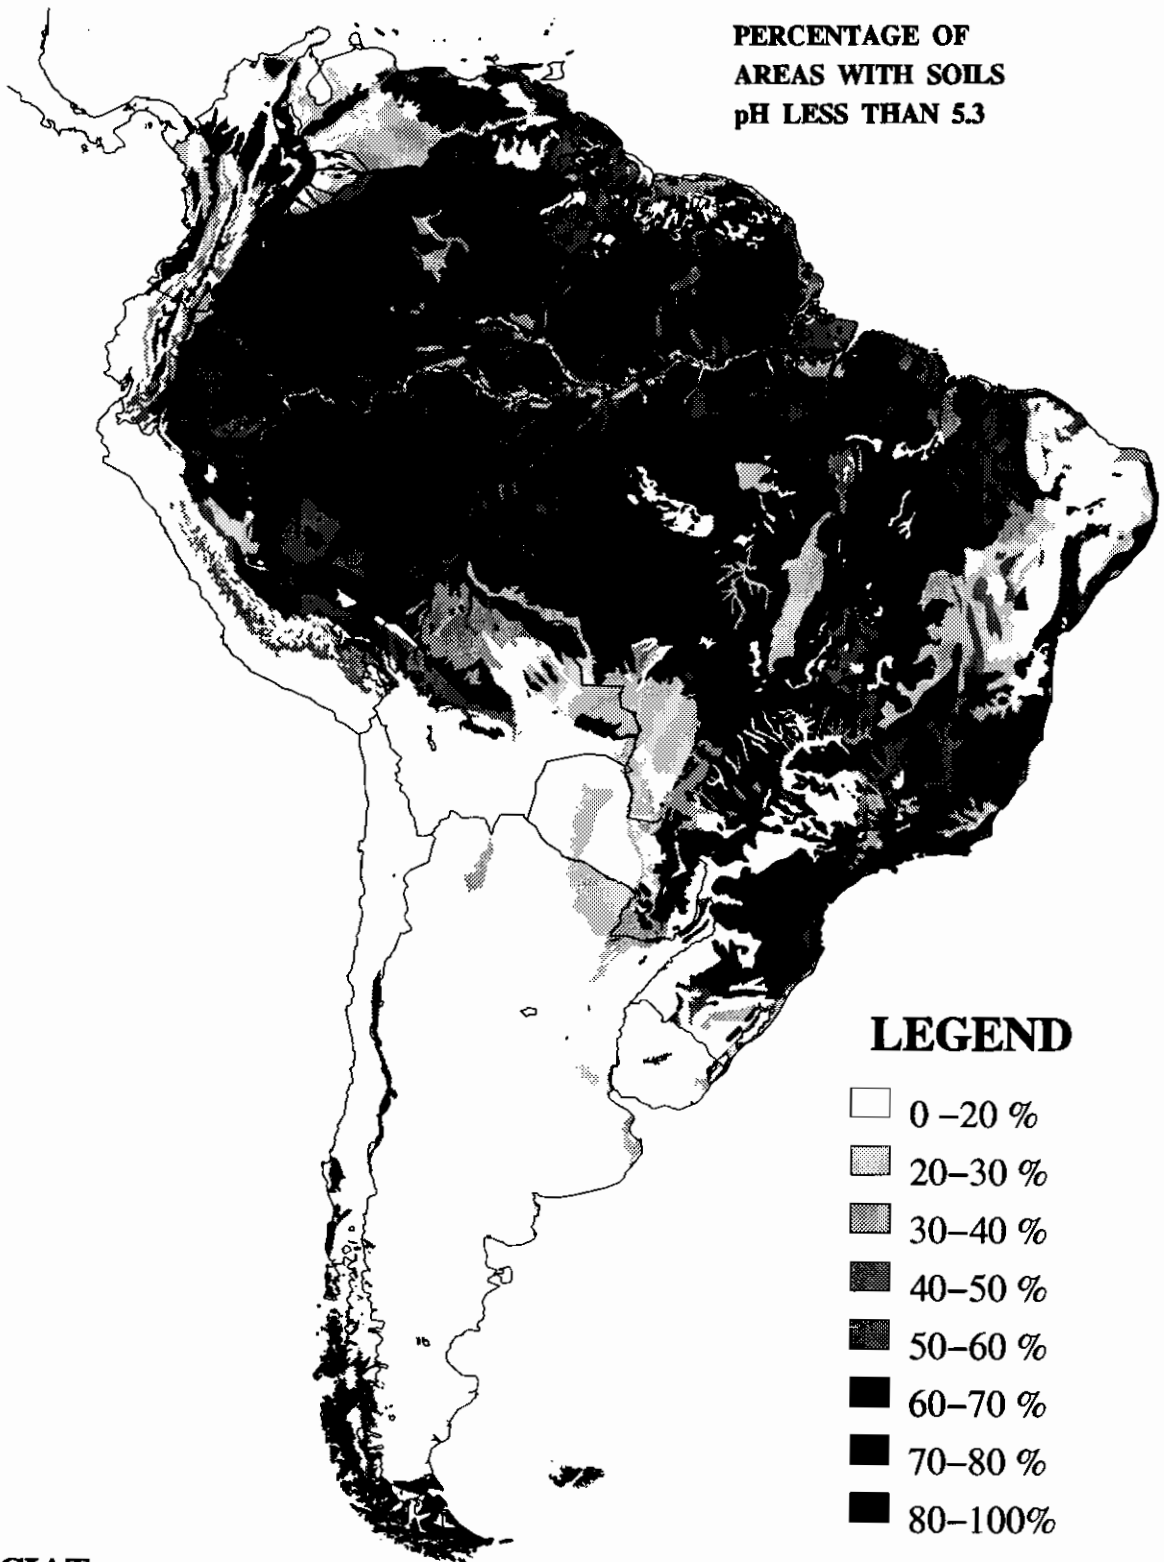 PERCENTAGE OF
AREAS WITH SOILS
pH LESS THAN 5.3
LEGEND
0–20 %
20–30 %
30–40 %
40–50 %
50–60 %
60–70 %
70–80 %
80–100%
CIAT